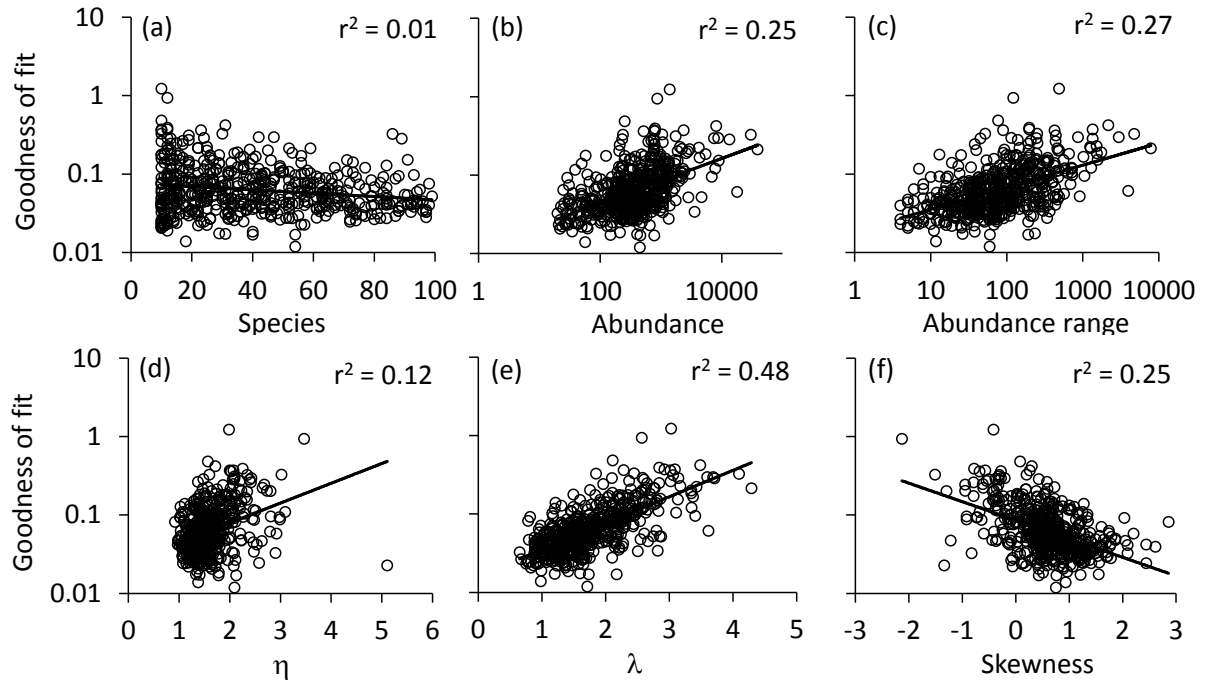 (a)
r² = 0.01
10
1
0.1
0.01
Goodness of fit
0 20 40 60 80 100
Species
(b)
r² = 0.25
1 100 10000
Abundance
(c)
r² = 0.27
1 10 100 1000 10000
Abundance range
(d)
r² = 0.12
10
1
0.1
0.01
Goodness of fit
0 1 2 3 4 5 6
η
(e)
r² = 0.48
0 1 2 3 4 5
λ
(f)
r² = 0.25
-3 -2 -1 0 1 2 3
Skewness